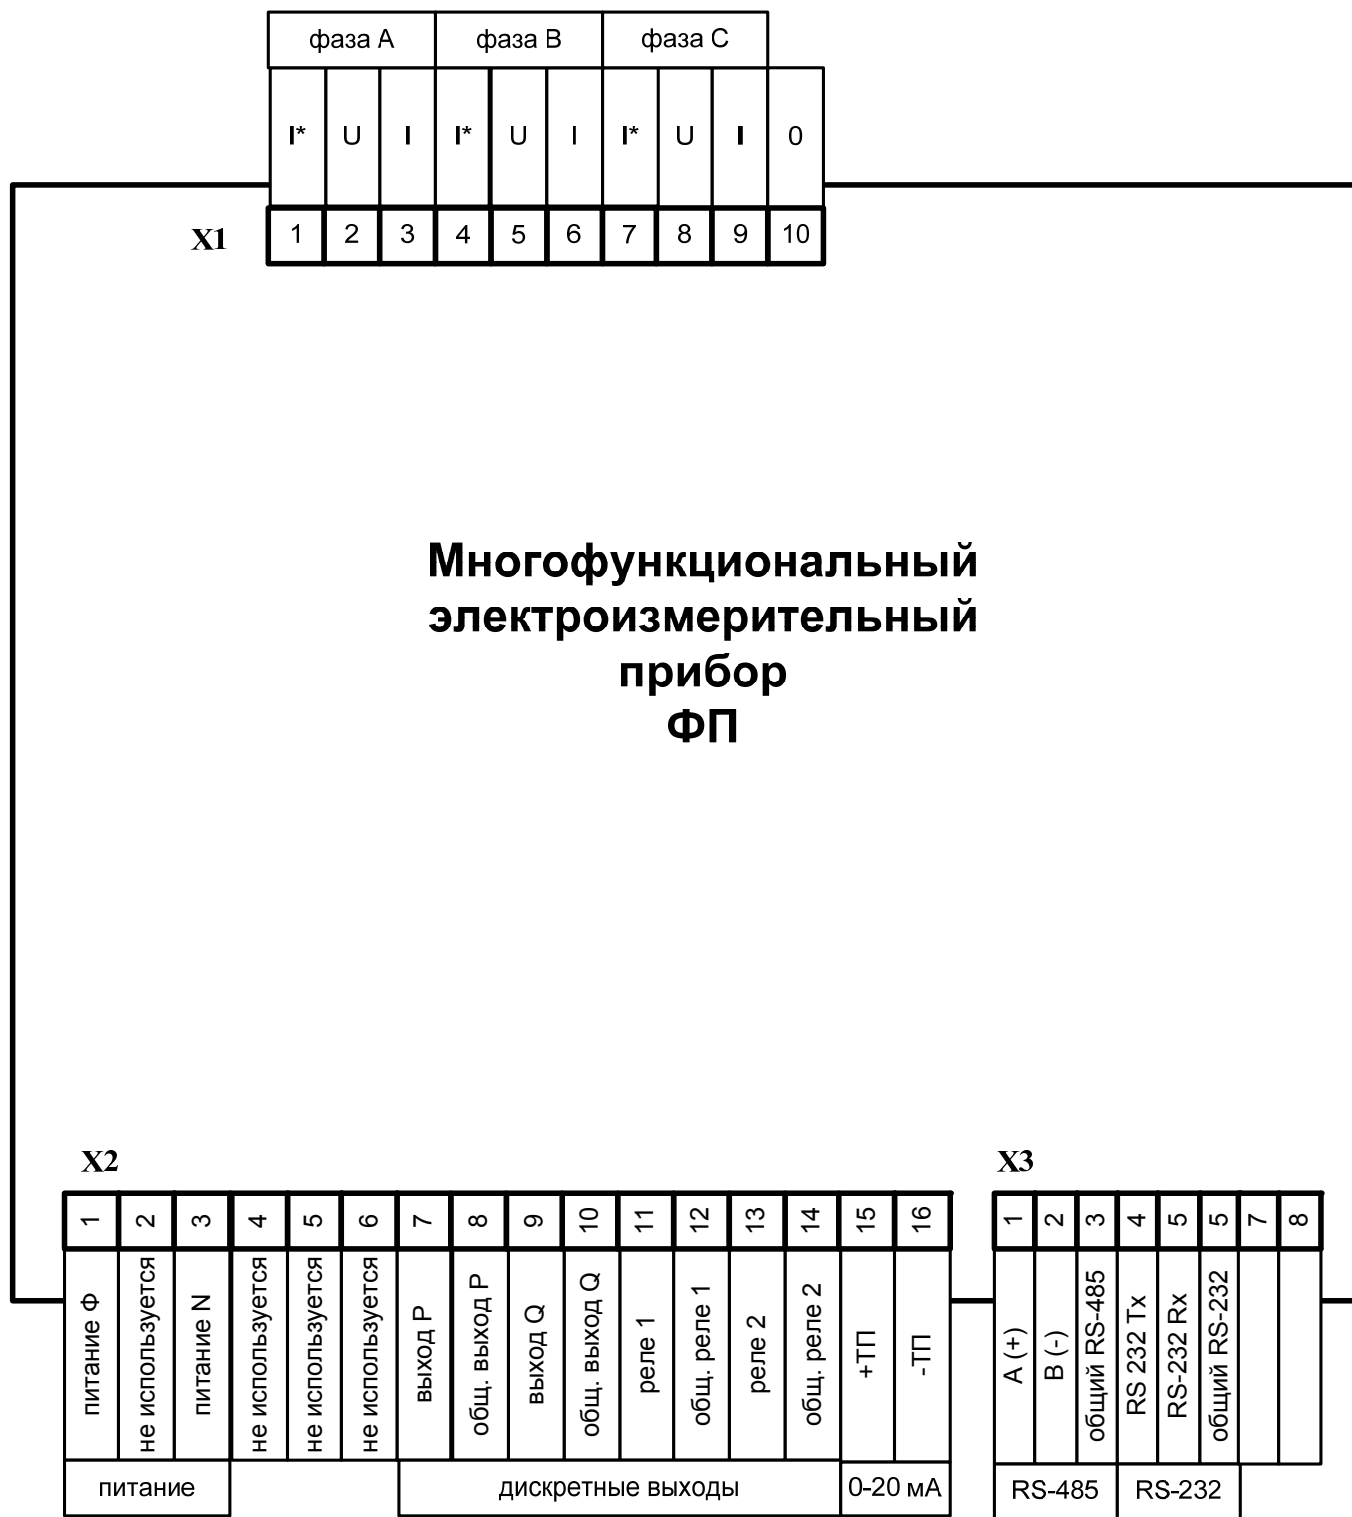 фаза А фаза В фаза С
I* U I I* U I I* U I 0
X1 1 2 3 4 5 6 7 8 9 10
Многофункциональный
электроизмерительный
прибор
ФП
X2
1 2 3 4 5 6 7 8 9 10 11 12 13 14 15 16
питание Ф
не используется
питание N
не используется
не используется
не используется
выход P
общ. выход P
выход Q
общ. выход Q
реле 1
общ. реле 1
реле 2
общ. реле 2
+ТП
-ТП
питание
дискретные выходы
0-20 мА
X3
1 2 3 4 5 5 7 8
A (+)
B (-)
общий RS-485
RS 232 Tx
RS-232 Rx
общий RS-232
RS-485
RS-232